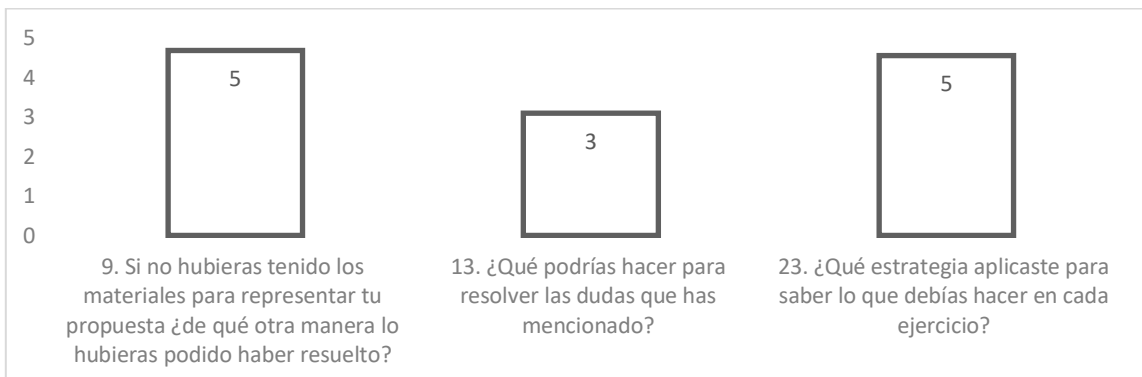 5
4
3
2
1
0
5
3
5
9. Si no hubieras tenido los
materiales para representar tu
propuesta ¿de qué otra manera lo
hubieras podido haber resuelto?
13. ¿Qué podrías hacer para
resolver las dudas que has
mencionado?
23. ¿Qué estrategia aplicaste para
saber lo que debías hacer en cada
ejercicio?